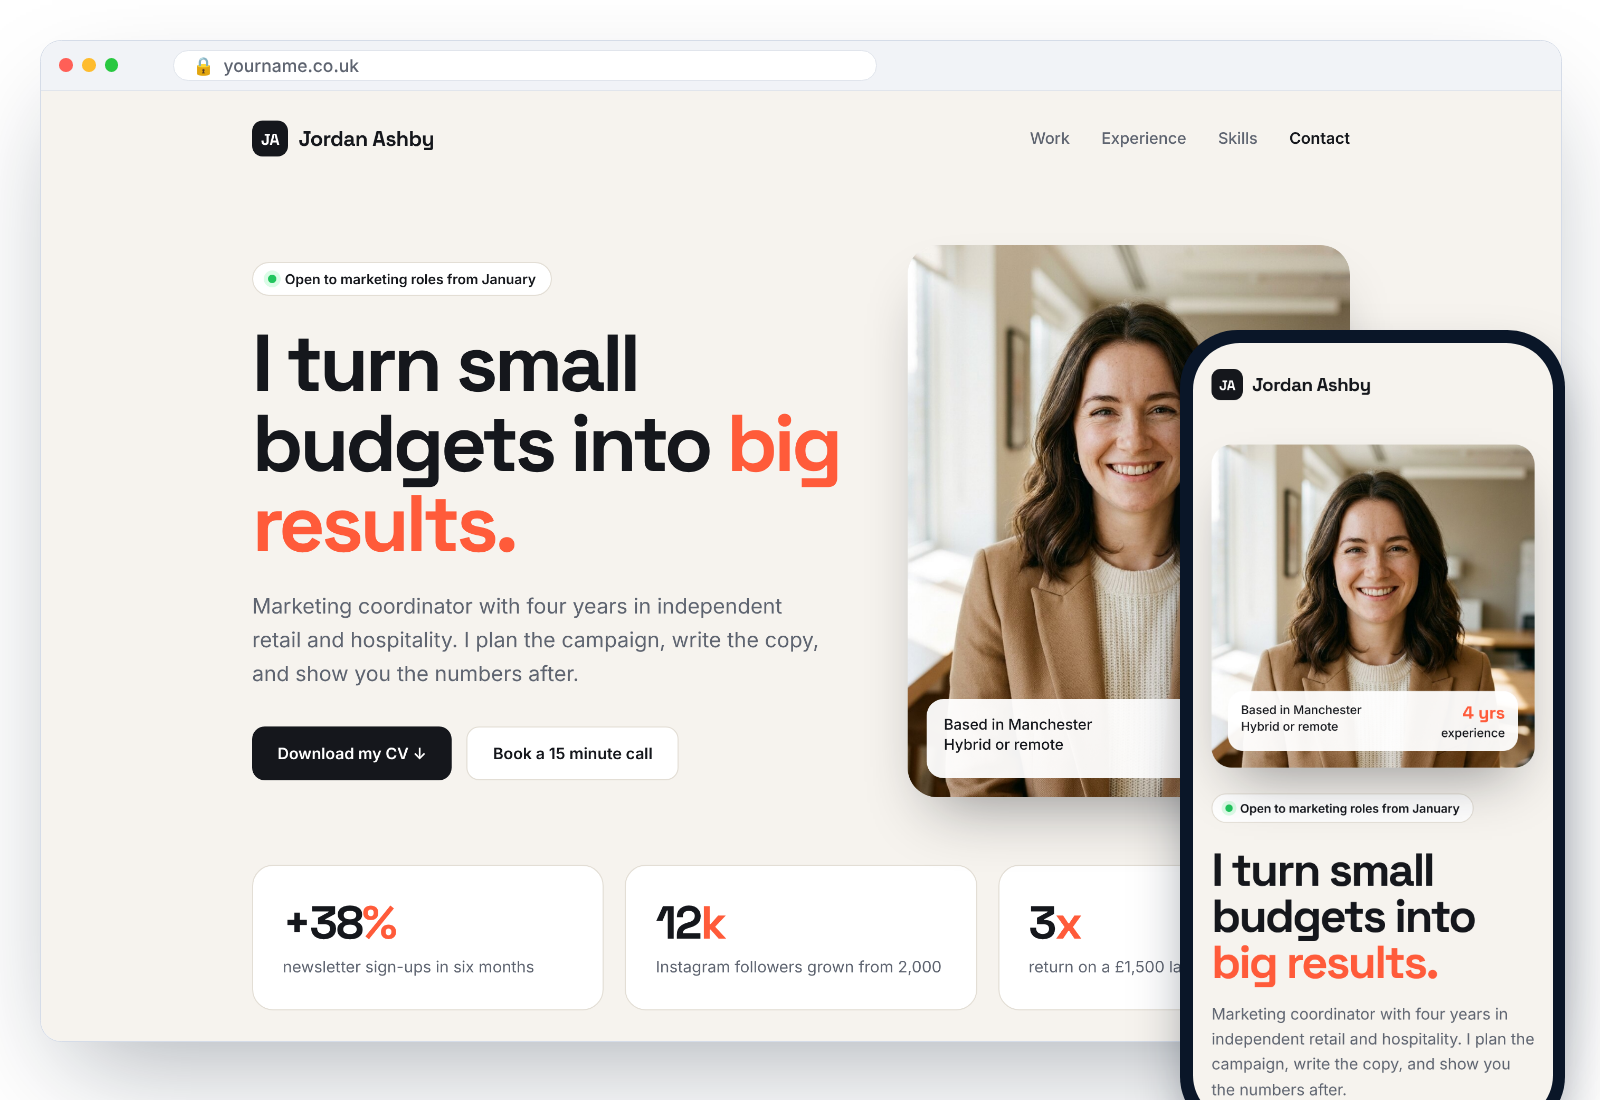 yourname.co.uk
JA Jordan Ashby
Work Experience Skills Contact
Open to marketing roles from January
I turn small
budgets into big
results.
Marketing coordinator with four years in independent
retail and hospitality. I plan the campaign, write the copy,
and show you the numbers after.
Download my CV ↓ Book a 15 minute call
Based in Manchester
Hybrid or remote
+38%
newsletter sign-ups in six months
12k
Instagram followers grown from 2,000
3x
return on a £1,500
JA Jordan Ashby
Based in Manchester
Hybrid or remote
4 yrs
experience
Open to marketing roles from January
I turn small
budgets into
big results.
Marketing coordinator with four years in
independent retail and hospitality. I plan the
campaign, write the copy, and show you
the numbers after.